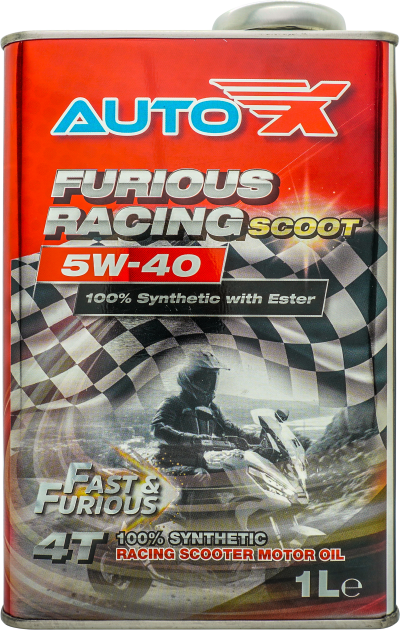 AUTO X
FURIOUS
RACING SCOOT
5W-40
100% Synthetic with Ester
FAST &
FURIOUS
4T 100% SYNTHETIC
RACING SCOOTER MOTOR OIL
1L e